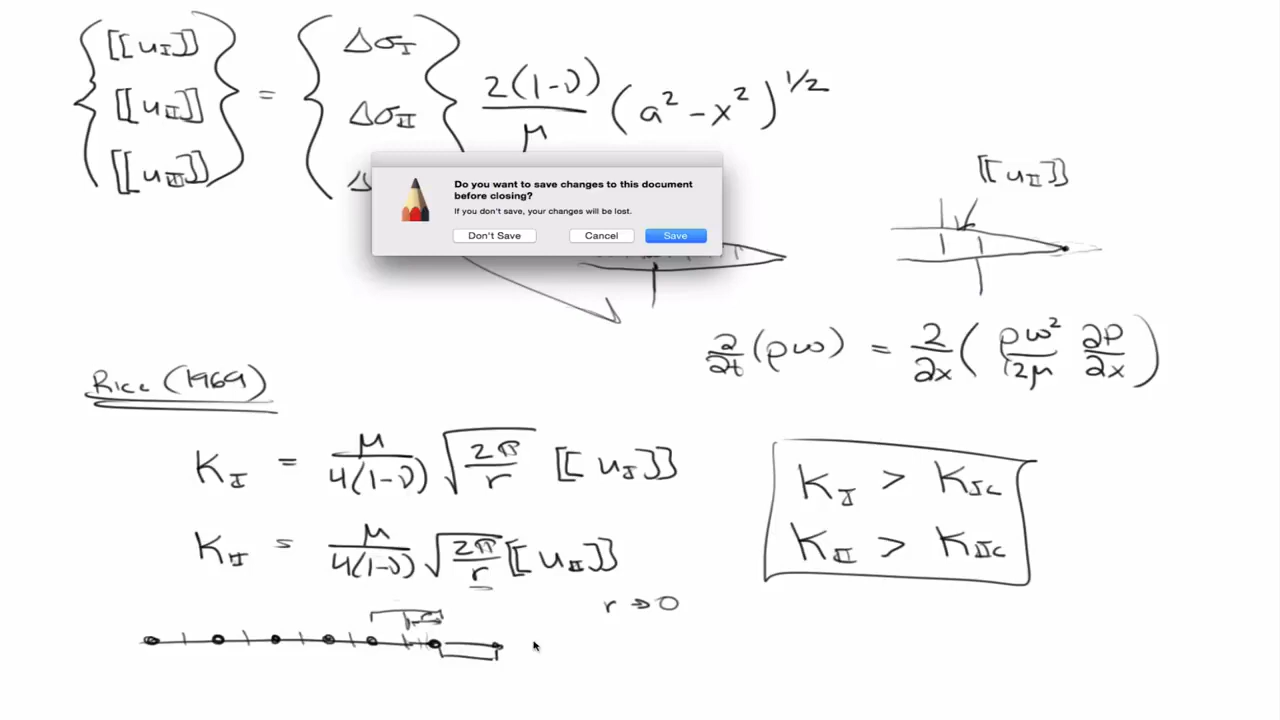 [[u_I]] = Δσ_I
[[u_II]] Δσ_II 2(1-ν)/μ (a² - x²)^1/2
[[u_III]] Δ
[[u_II]]
Do you want to save changes to this document
before closing?
If you don't save, your changes will be lost.
Don't Save Cancel Save
∂/∂t (ρω) = ∂/∂x (ρω²/12μ ∂P/∂x)
Rice (1969)
K_I = μ/4(1-ν) √(2π/r) [[u_I]]
K_II = μ/4(1-ν) √(2π/r) [[u_II]]
K_I > K_Ic
K_II > K_IIc
r → 0